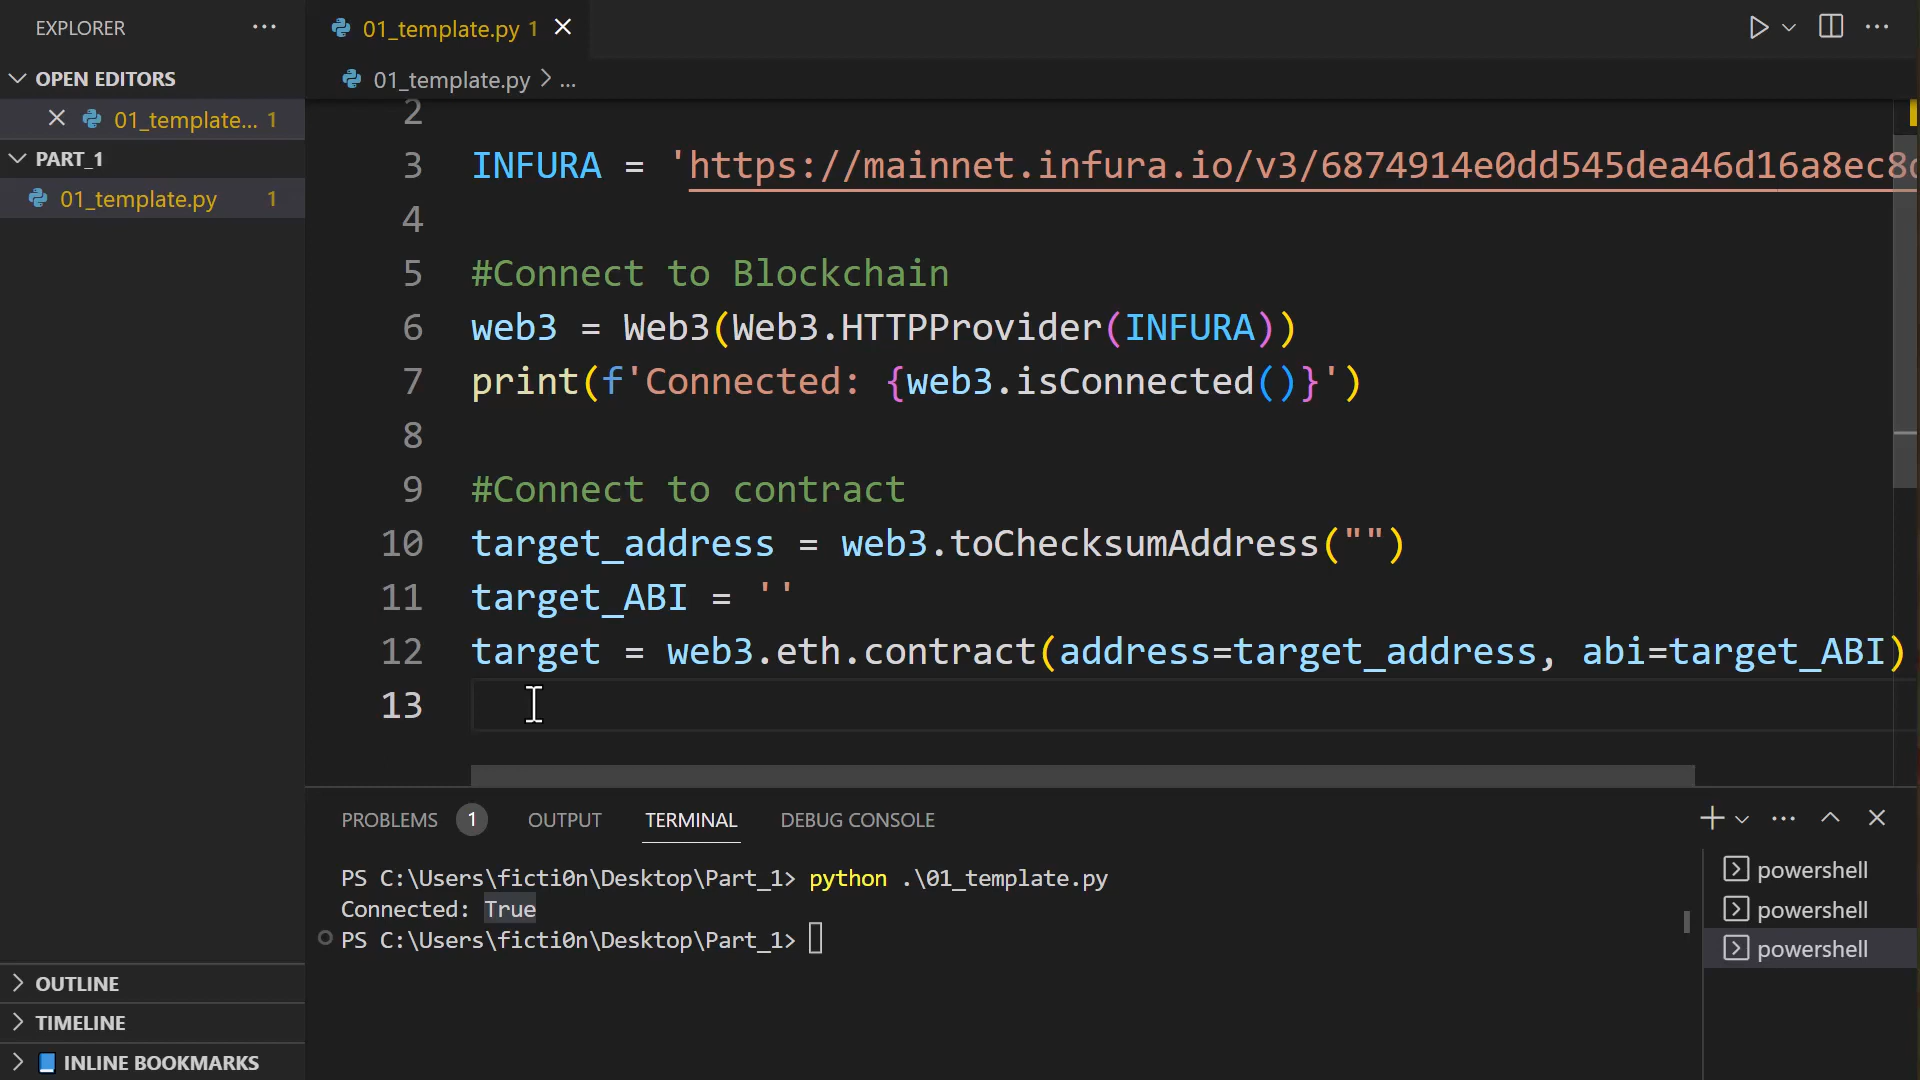 EXPLORER
OPEN EDITORS
01_template... 1
PART_1
01_template.py 1
OUTLINE
TIMELINE
INLINE BOOKMARKS
01_template.py 1
01_template.py > ...
2
3 INFURA = 'https://mainnet.infura.io/v3/6874914e0dd545dea46d16a8ec8
4
5 #Connect to Blockchain
6 web3 = Web3(Web3.HTTPProvider(INFURA))
7 print(f'Connected: {web3.isConnected()}')
8
9 #Connect to contract
10 target_address = web3.toChecksumAddress("")
11 target_ABI = ''
12 target = web3.eth.contract(address=target_address, abi=target_ABI)
13
PROBLEMS 1 OUTPUT TERMINAL DEBUG CONSOLE
PS C:\Users\ficti0n\Desktop\Part_1> python .\01_template.py
Connected: True
PS C:\Users\ficti0n\Desktop\Part_1>
powershell
powershell
powershell